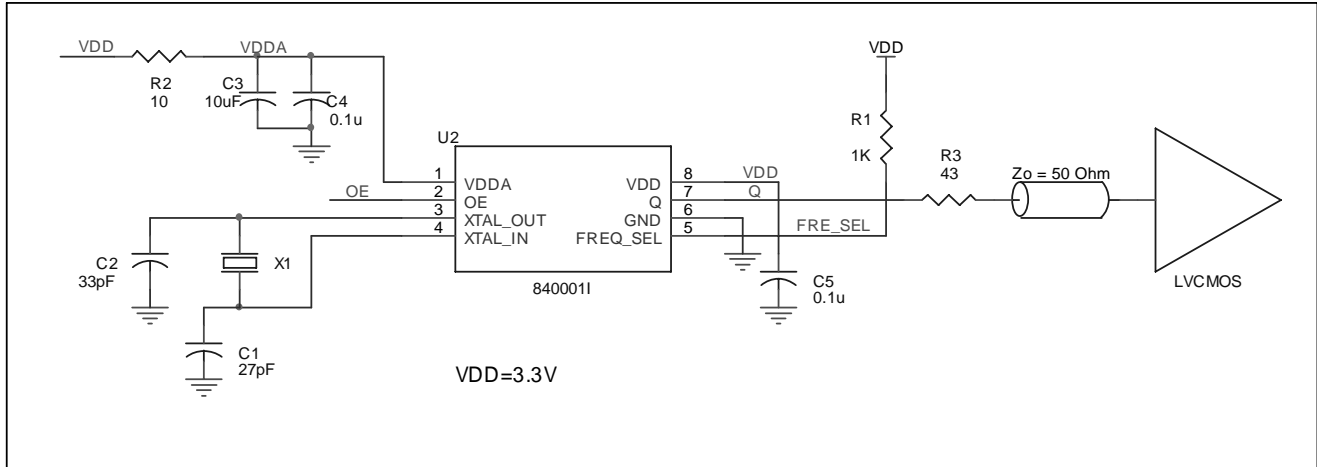 VDD
VDDA
R2
10
C3
10uF
C4
0.1u
VDD
R1
1K
R3
43
Zo = 50 Ohm
LVCMOS
U2
OE
1
2
3
4
VDDA
OE
XTAL_OUT
XTAL_IN
VDD
Q
GND
FREQ_SEL
8
7
6
5
VDD
Q
FRE_SEL
840001I
C2
33pF
X1
C1
27pF
C5
0.1u
VDD=3.3V